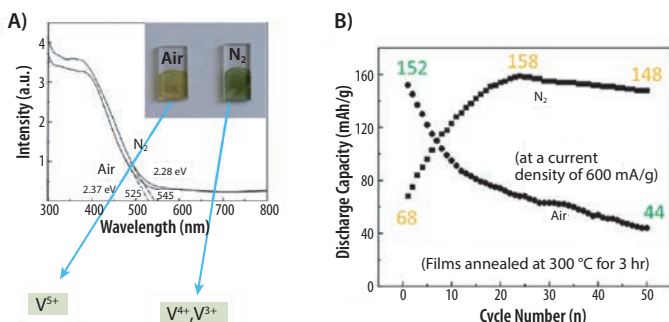 A)
Intensity (a.u.)
4
3
2
1
Air
N₂
Air
N₂
2.28 eV
2.37 eV
525
545
300 400 500 600 700 800
Wavelength (nm)
V⁵⁺
V⁴⁺,V³⁺
B)
Discharge Capacity (mAh/g)
160
120
80
40
0
152
158
148
N₂
(at a current
density of 600 mA/g)
68
Air
44
(Films annealed at 300 °C for 3 hr)
0 10 20 30 40 50
Cycle Number (n)